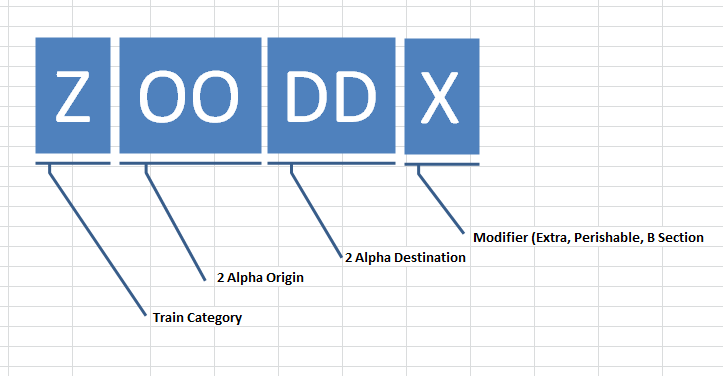 Z OO DD X
Modifier (Extra, Perishable, B Section
2 Alpha Destination
2 Alpha Origin
Train Category